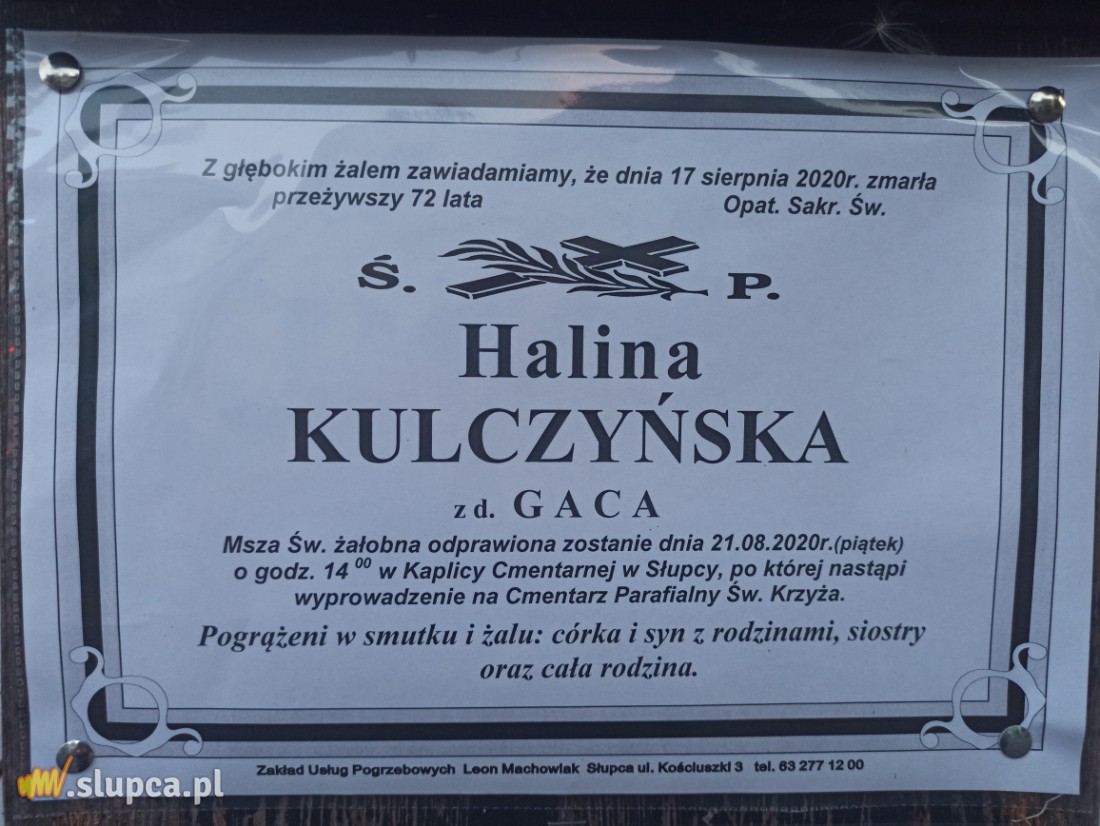 Z głębokim żalem zawiadamiamy, że dnia 17 sierpnia 2020r. zmarła
przeżywszy 72 lata Opat. Sakr. Św.
Ś. P.
Halina
KULCZYŃSKA
z d. GACA
Msza Św. żałobna odprawiona zostanie dnia 21.08.2020r.(piątek)
o godz. 14 00 w Kaplicy Cmentarnej w Słupcy, po której nastąpi
wyprowadzenie na Cmentarz Parafialny Św. Krzyża.
Pogrążeni w smutku i żalu: córka i syn z rodzinami, siostry
oraz cała rodzina.
Zakład Usług Pogrzebowych Leon Machowiak Słupca ul. Kościuszki 3 tel. 63 277 12 00
www.slupca.pl